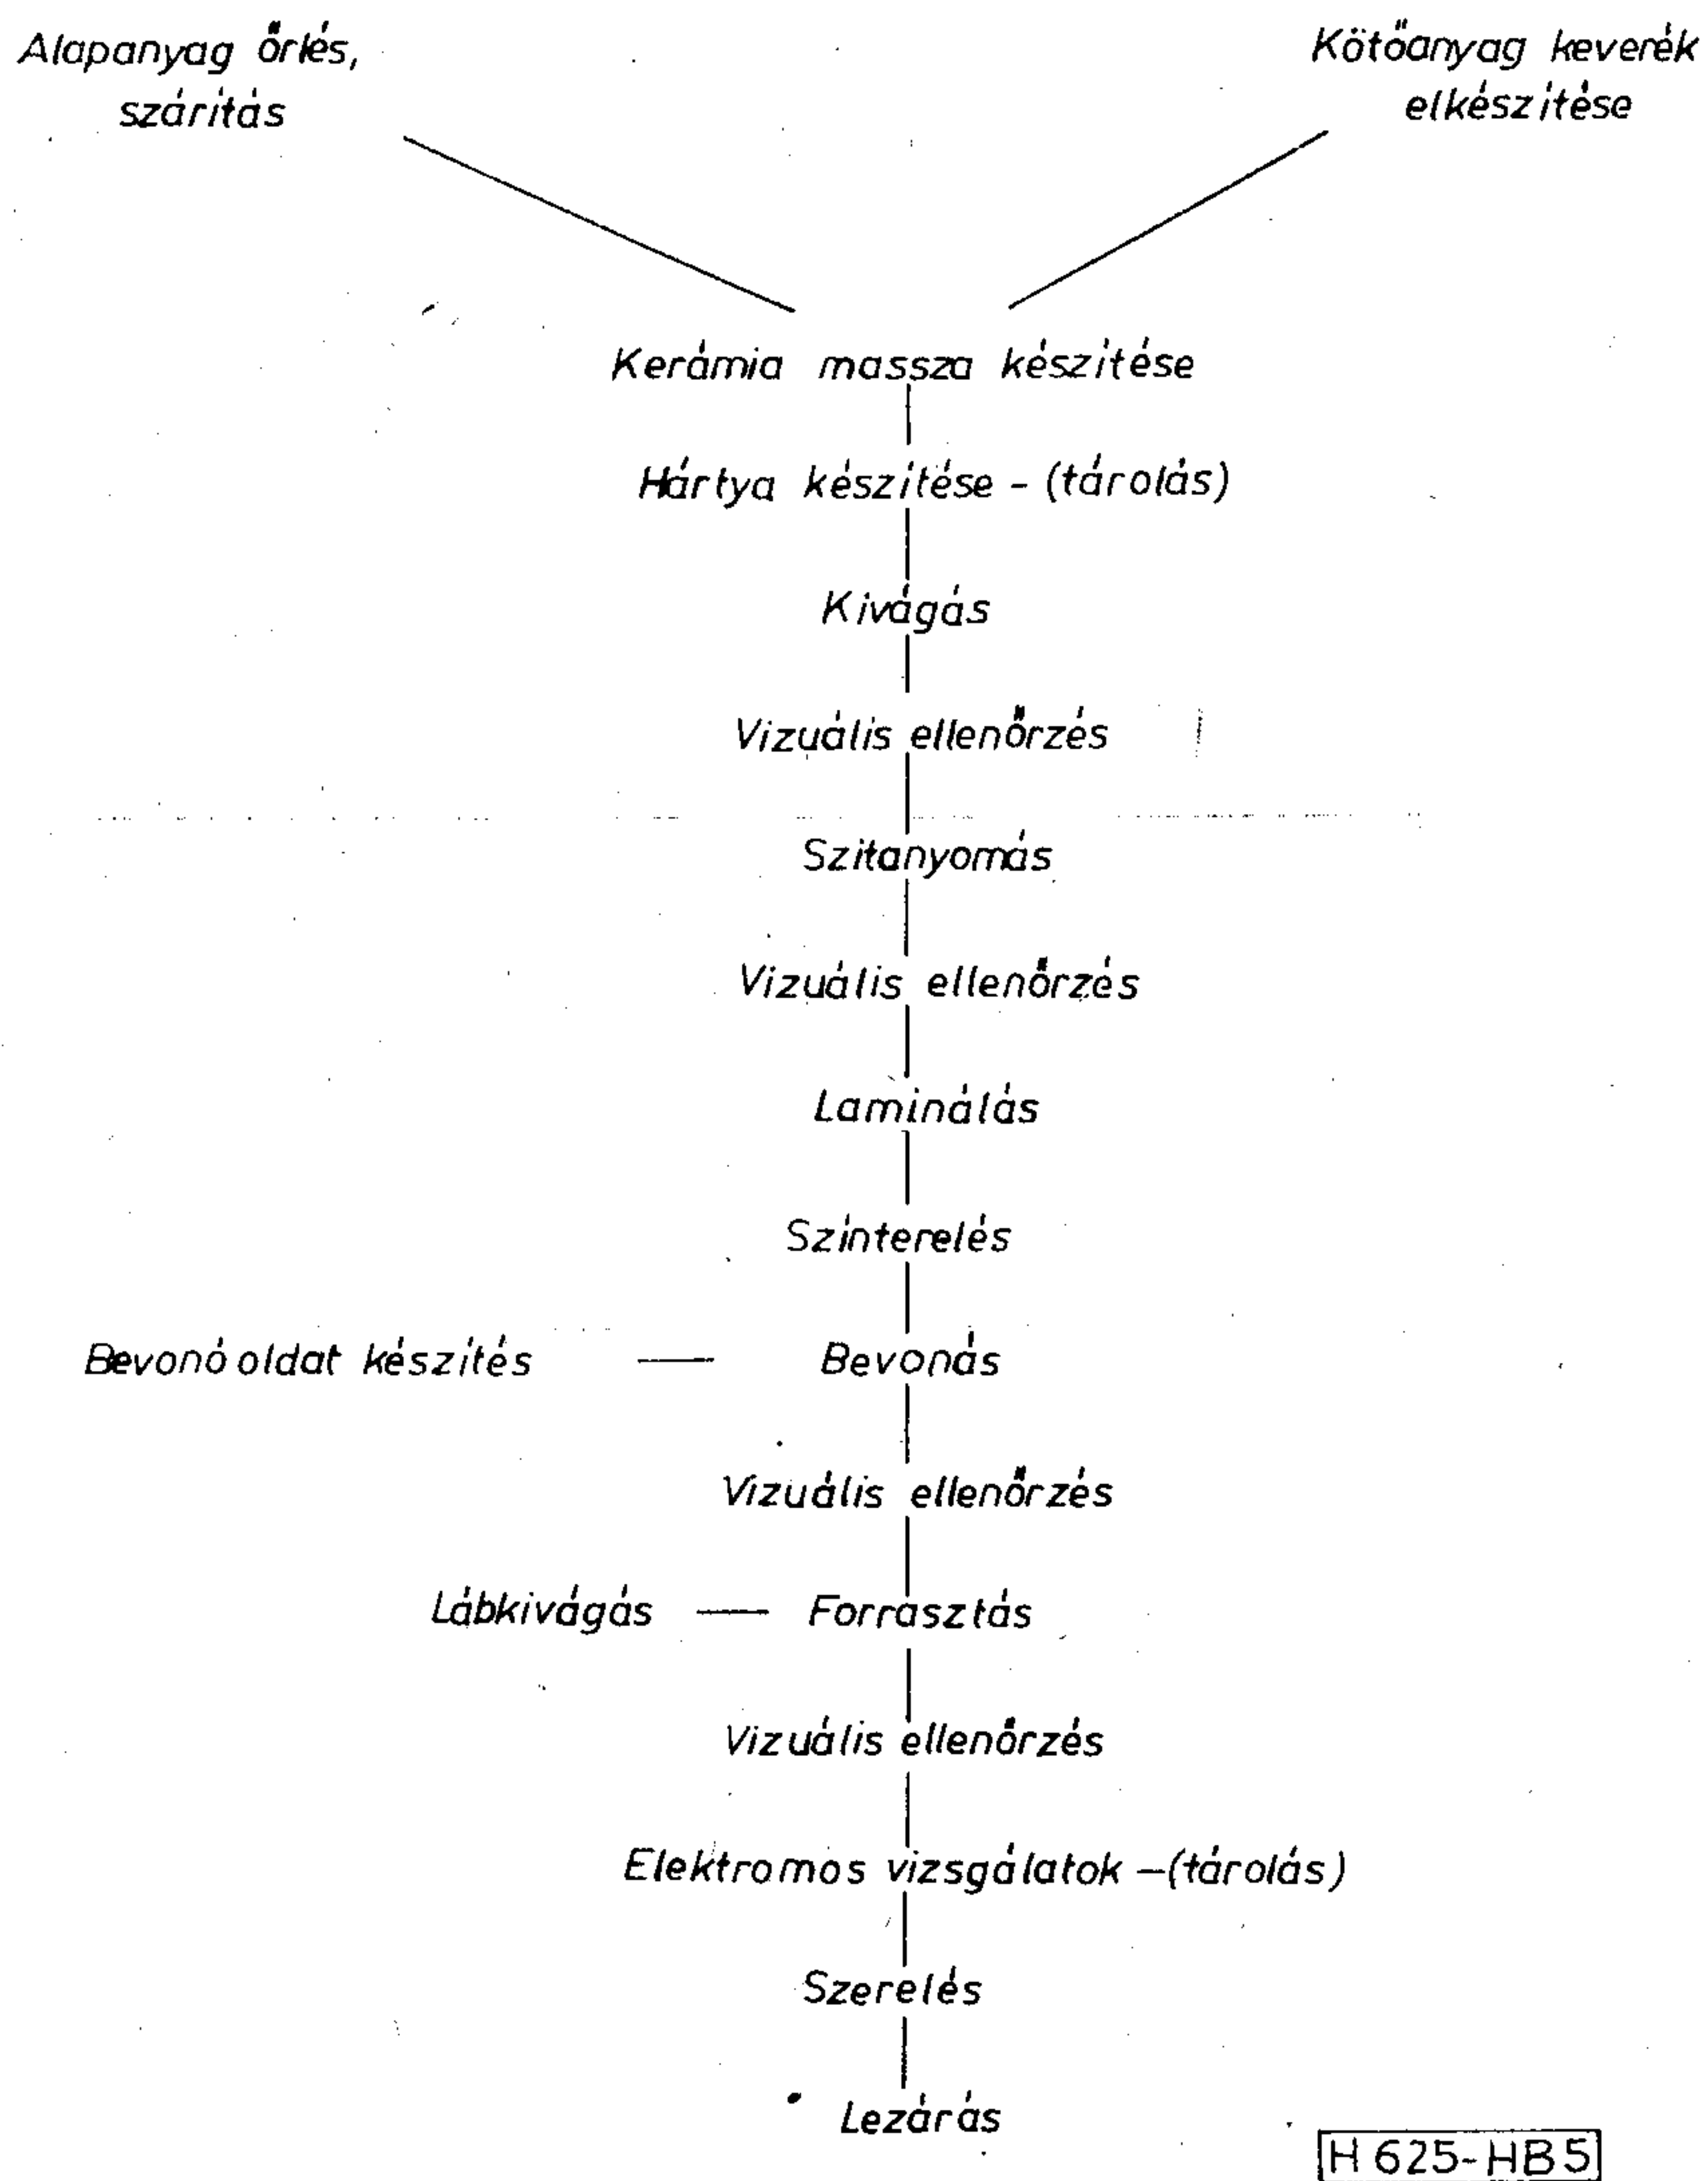 Alapanyag őrlés,
szárítás
Kötőanyag keverék
elkészítése
Kerámia massza készítése
Hártya készítése - (tárolás)
Kivágás
Vizuális ellenőrzés
Szitanyomás
Vizuális ellenőrzés
Laminálás
Színterelés
Bevonó oldat készítés — Bevonás
Vizuális ellenőrzés
Lábkivágás — Forrasztás
Vizuális ellenőrzés
Elektromos vizsgálatok - (tárolás)
Szerelés
Lezárás
H 625-HB5